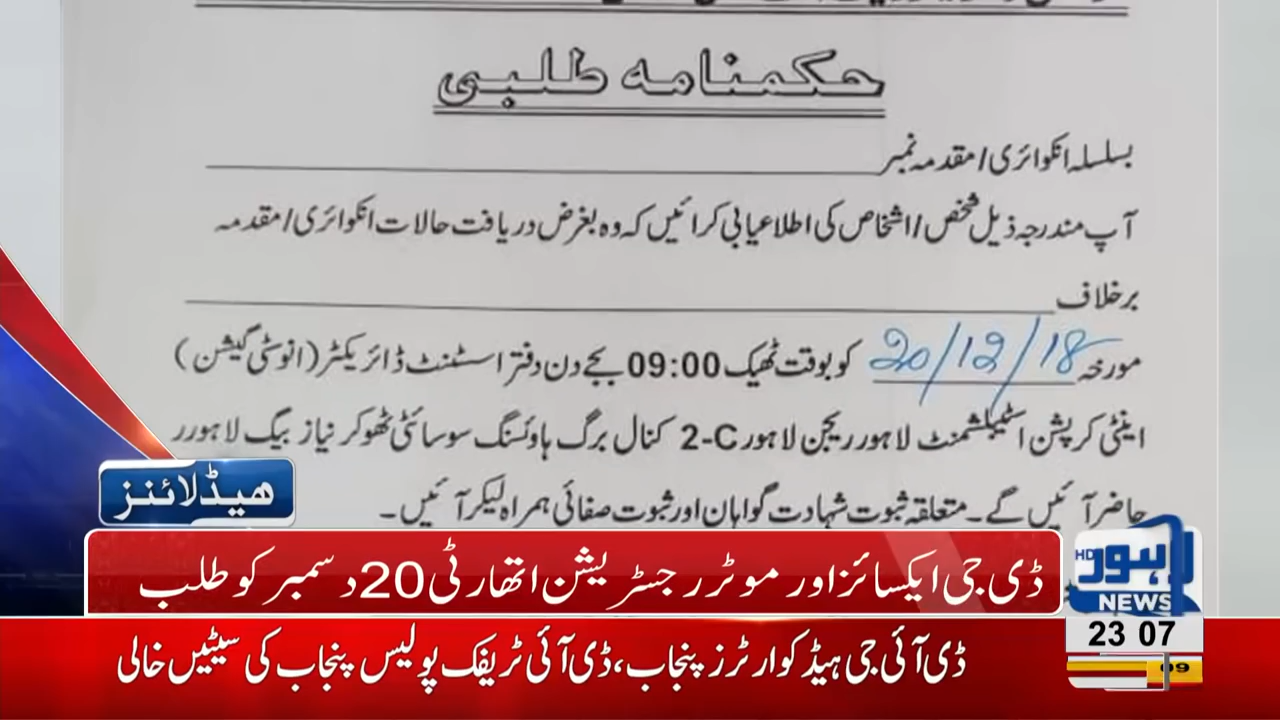 حکمنامہ طلبی
بسلسلہ انکوائری/مقدمہ نمبر
آپ مندرجہ ذیل شخص/اشخاص کی اطلاعیابی کرائیں کہ وہ بغرض دریافت حالات انکوائری/مقدمہ
برخلاف
مورخہ 20/12/18 کو بوقت ٹھیک 09:00 بجے دن دفتر اسسٹنٹ ڈائریکٹر (انوسٹی گیشن)
اینٹی کرپشن اسٹیبلشمنٹ لاہور ریجن لاہور 2-C کنال برگ ہاؤسنگ سوسائٹی ٹھوکر نیاز بیگ لاہور
حاضر آئیں گے۔ متعلقہ ثبوت شہادت گواہان اور ثبوت صفائی ہمراہ لیکر آئیں۔
ہیڈلائنز
ڈی جی ایکسائز اور موٹر رجسٹریشن اتھارٹی 20 دسمبر کو طلب
لاہور HD
NEWS
23 07
ڈی آئی جی ہیڈ کوارٹرز پنجاب، ڈی آئی ٹریفک پولیس پنجاب کی سیٹیں خالی
09